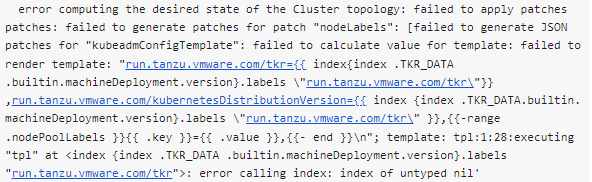 error computing the desired state of the Cluster topology: failed to apply patches
patches: failed to generate patches for patch "nodeLabels": [failed to generate JSON
patches for "kubeadmConfigTemplate": failed to calculate value for template: failed to
render template: "run.tanzu.vmware.com/tkr={{ index{index .TKR_DATA
.builtin.machineDeployment.version}.labels \"run.tanzu.vmware.com/tkr\"}}
,run.tanzu.vmware.com/kubernetesDistributionVersion={{ index {index .TKR_DATA.builtin.
machineDeployment.version}.labels \"run.tanzu.vmware.com/tkr\" }},{{-range
.nodePoolLabels }}{{ .key }}={{ .value }},{{- end }}\n"; template: tpl:1:28:executing
"tpl" at <index {index .TKR_DATA .builtin.machineDeployment.version}.labels
"run.tanzu.vmware.com/tkr">: error calling index: index of untyped nil'